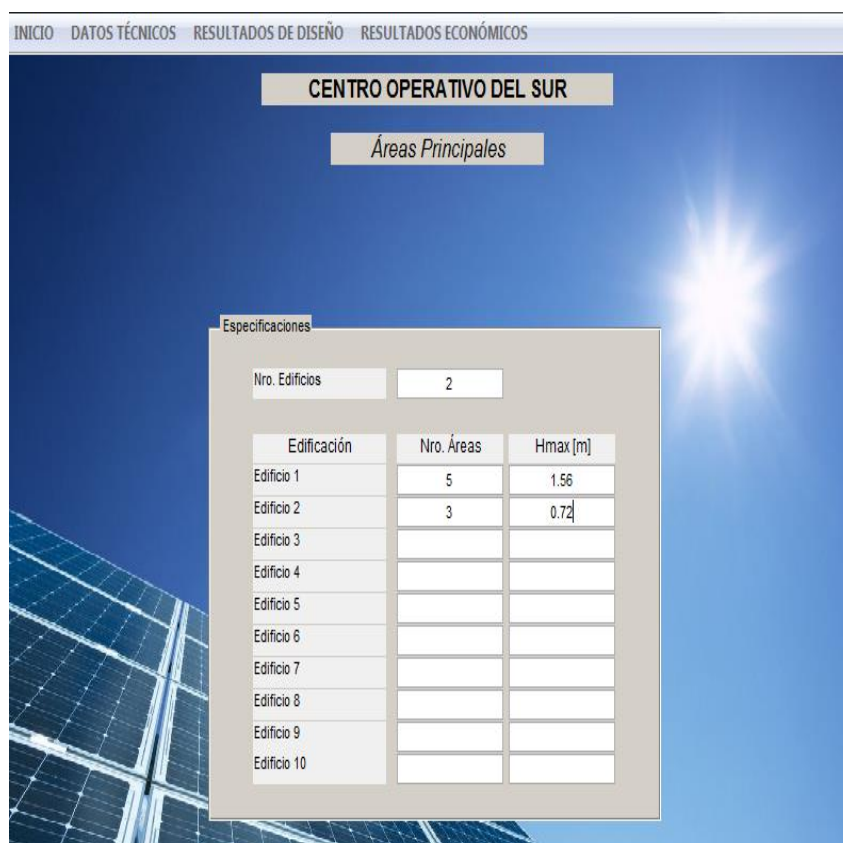 INICIO DATOS TÉCNICOS RESULTADOS DE DISEÑO RESULTADOS ECONÓMICOS
CENTRO OPERATIVO DEL SUR
Áreas Principales
Especificaciones
Nro. Edificios 2
Edificación Nro. Áreas Hmax [m]
Edificio 1 5 1.56
Edificio 2 3 0.72
Edificio 3
Edificio 4
Edificio 5
Edificio 6
Edificio 7
Edificio 8
Edificio 9
Edificio 10